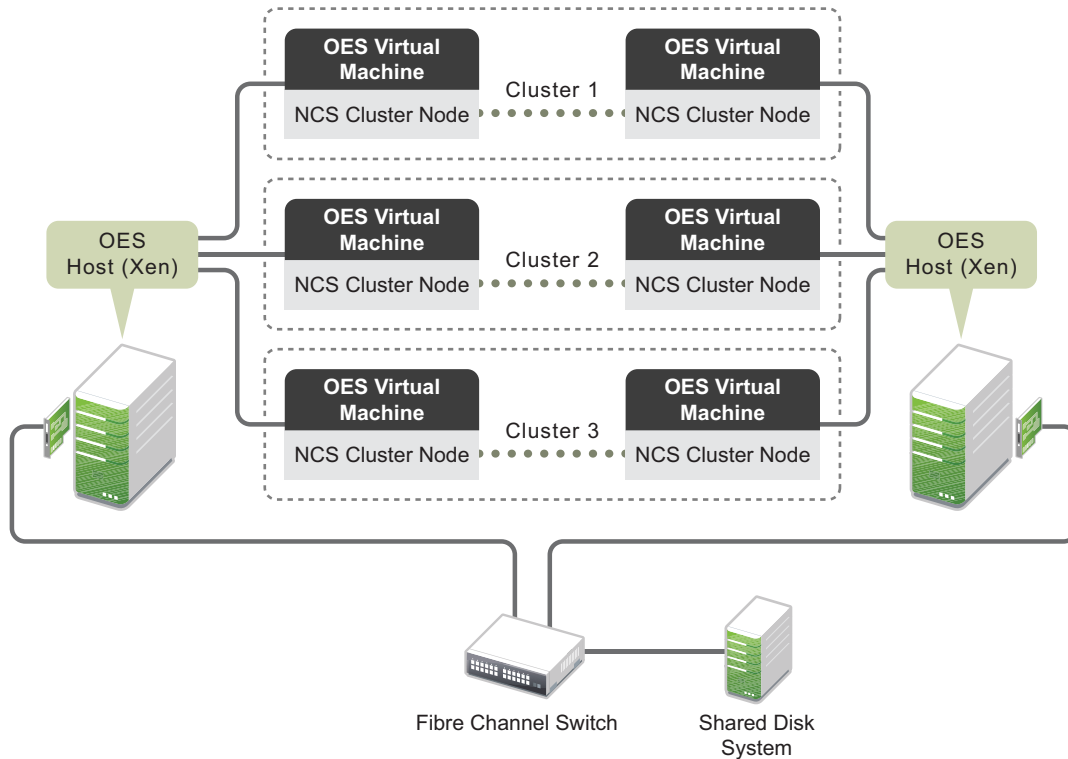 OES Virtual
Machine
NCS Cluster Node
Cluster 1
OES Virtual
Machine
NCS Cluster Node
OES
Host (Xen)
OES Virtual
Machine
NCS Cluster Node
Cluster 2
OES Virtual
Machine
NCS Cluster Node
OES
Host (Xen)
OES Virtual
Machine
NCS Cluster Node
Cluster 3
OES Virtual
Machine
NCS Cluster Node
Fibre Channel Switch
Shared Disk
System